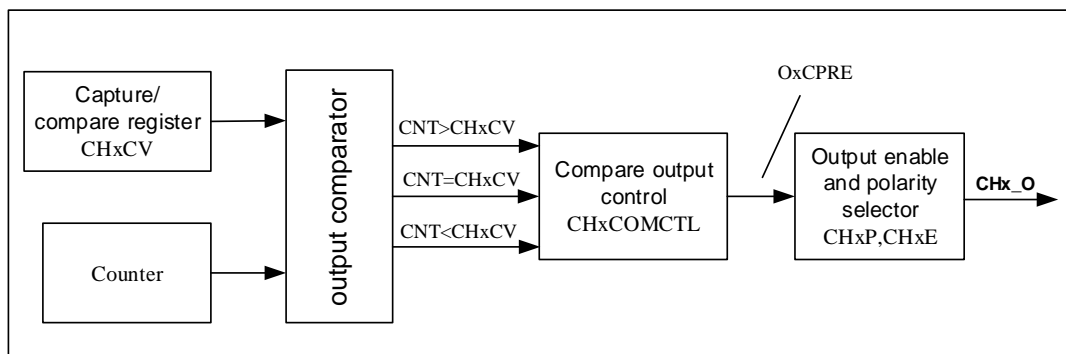 Capture/
compare register
CHxCV
Counter
output comparator
CNT>CHxCV
CNT=CHxCV
CNT<CHxCV
Compare output
control
CHxCOMCTL
OxCPRE
Output enable
and polarity
selector
CHxP,CHxE
CHx_O